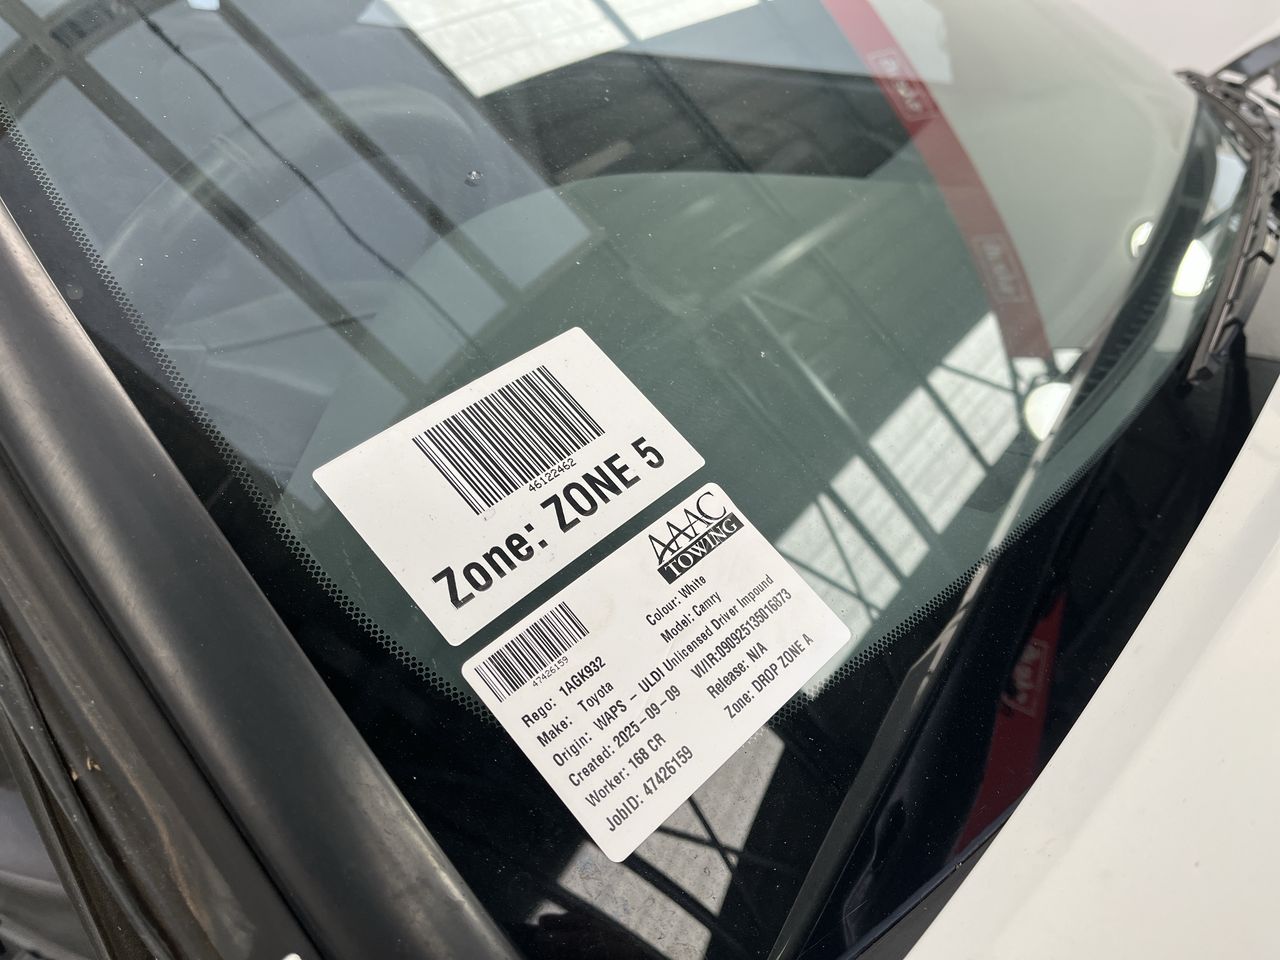 46122462
Zone: ZONE 5
AAAC
TOWING
47426159
Rego: 1AGK932
Colour: White
Make: Toyota
Model: Camry
Origin: WAPS - ULDI Unlicensed Driver Impound
Created: 2025-09-09
VI/IR:090925135016873
Worker: 168 CR
Release: N/A
JobID: 47426159
Zone: DROP ZONE A